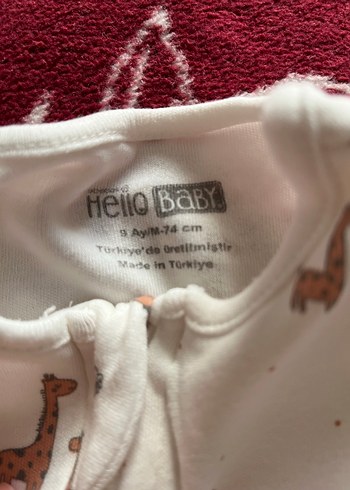 Hello BaBY
9 Ay/M-74 cm
Türkiye'de üretilmiştir
Made in Türkiye